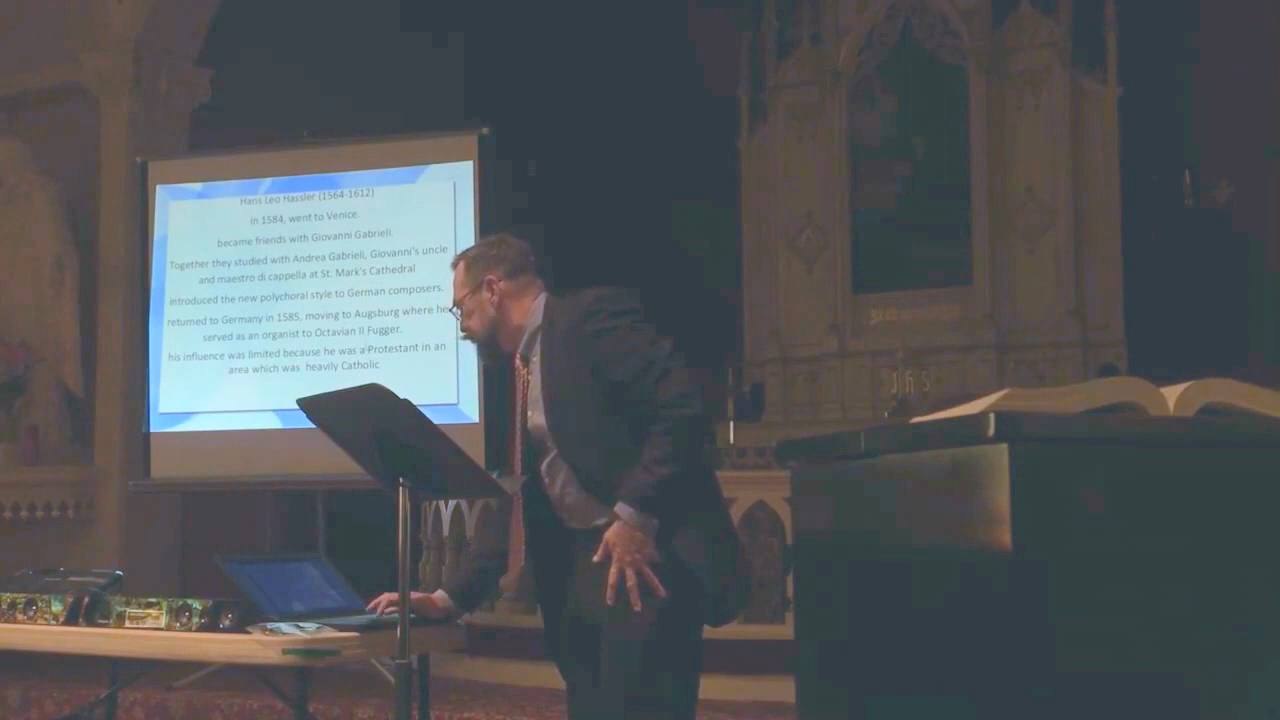 Hans Leo Hassler (1564-1612)
in 1584, went to Venice.
became friends with Giovanni Gabrieli.
Together they studied with Andrea Gabrieli, Giovanni's uncle
and maestro di cappella at St. Mark's Cathedral
introduced the new polychoral style to German composers.
returned to Germany in 1585, moving to Augsburg where he
served as an organist to Octavian II Fugger.
his influence was limited because he was a Protestant in an
area which was heavily Catholic
JHS